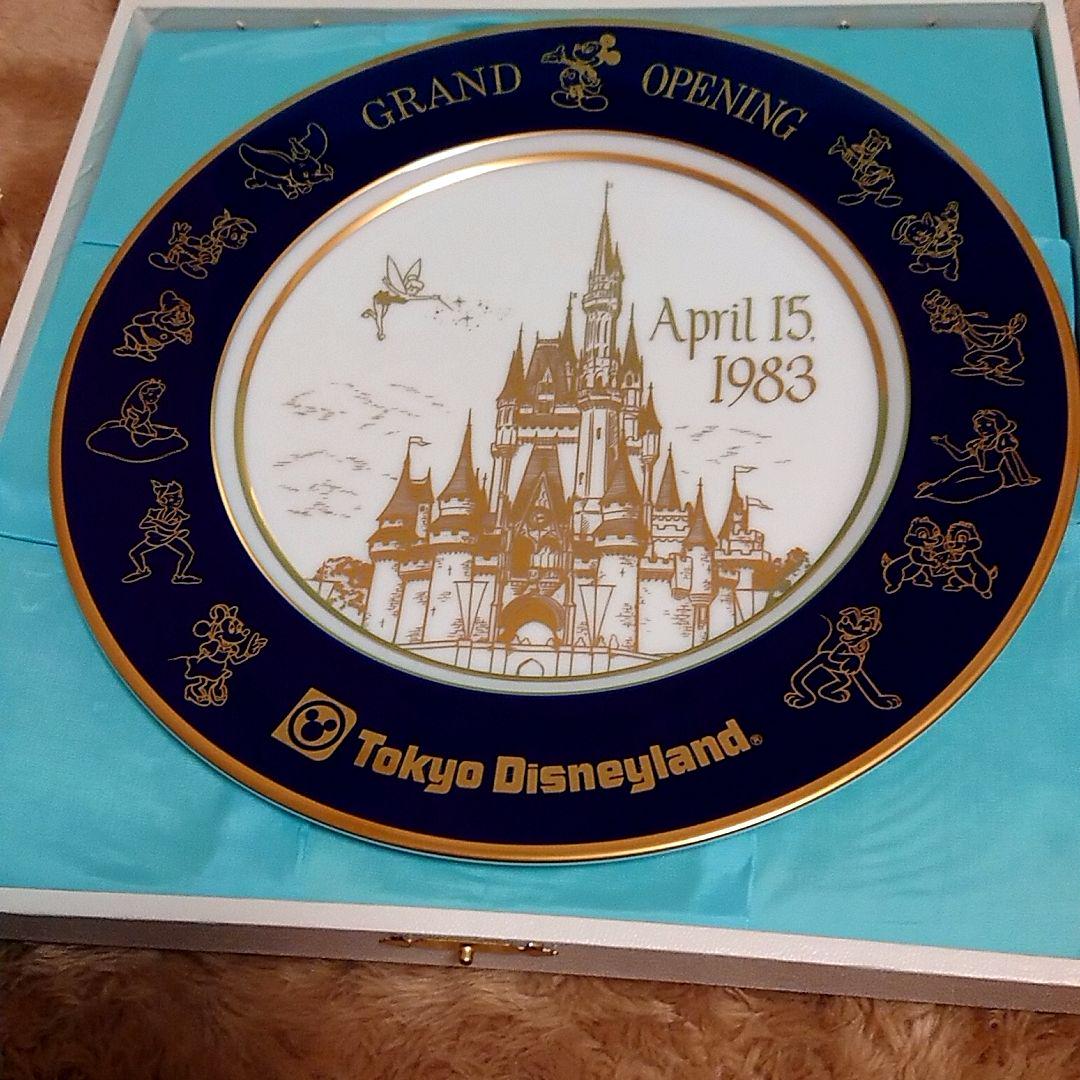 GRAND OPENING
April 15,
1983
Tokyo Disneyland®